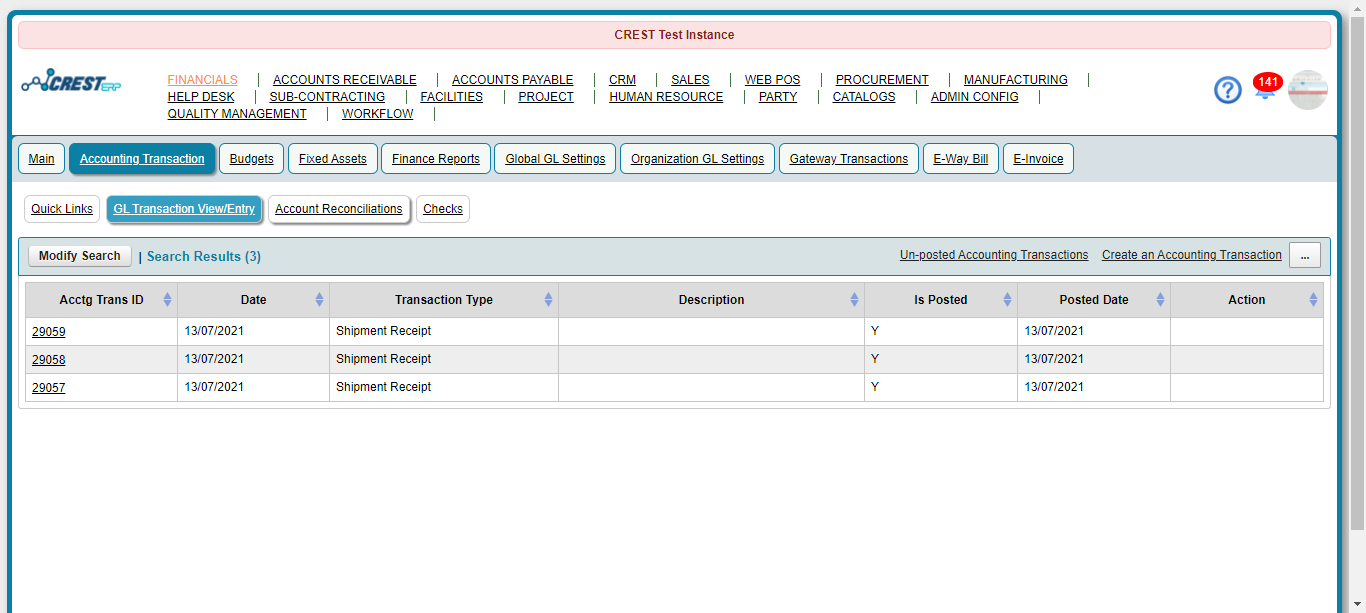 CREST Test Instance
CREST ERP
FINANCIALS | ACCOUNTS RECEIVABLE | ACCOUNTS PAYABLE | CRM | SALES | WEB POS | PROCUREMENT | MANUFACTURING |
HELP DESK | SUB-CONTRACTING | FACILITIES | PROJECT | HUMAN RESOURCE | PARTY | CATALOGS | ADMIN CONFIG |
QUALITY MANAGEMENT | WORKFLOW |
? 141
Main Accounting Transaction Budgets Fixed Assets Finance Reports Global GL Settings Organization GL Settings Gateway Transactions E-Way Bill E-Invoice
Quick Links GL Transaction View/Entry Account Reconciliations Checks
Modify Search | Search Results (3) Un-posted Accounting Transactions Create an Accounting Transaction ...
Acctg Trans ID Date Transaction Type Description Is Posted Posted Date Action
29059 13/07/2021 Shipment Receipt Y 13/07/2021
29058 13/07/2021 Shipment Receipt Y 13/07/2021
29057 13/07/2021 Shipment Receipt Y 13/07/2021